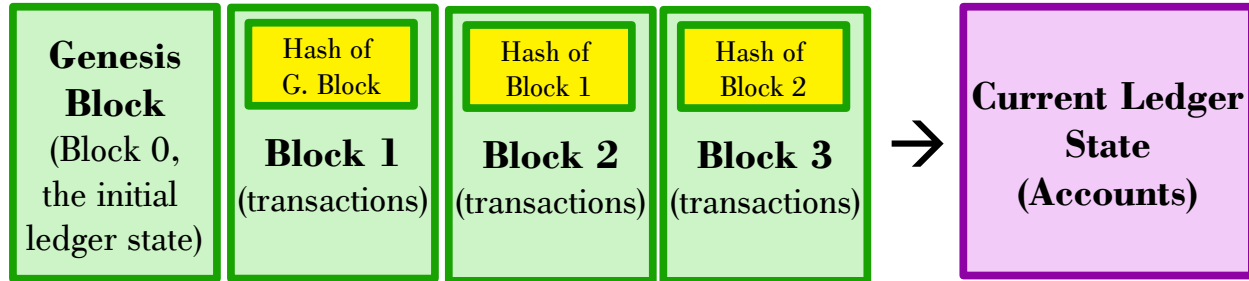 Genesis
Block
(Block 0,
the initial
ledger state)
Hash of
G. Block
Block 1
(transactions)
Hash of
Block 1
Block 2
(transactions)
Hash of
Block 2
Block 3
(transactions)
→
Current Ledger
State
(Accounts)